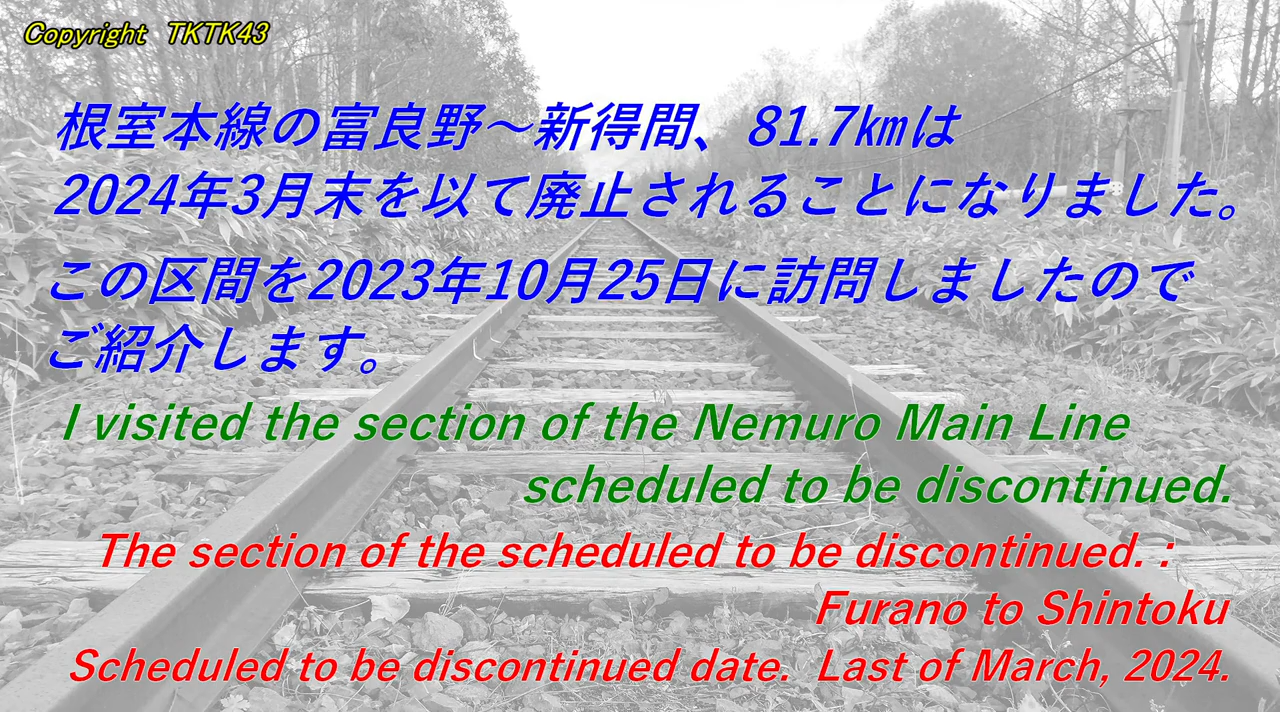 Copyright TKTK43
根室本線の富良野～新得間、81.7㎞は
2024年3月末を以て廃止されることになりました。
この区間を2023年10月25日に訪問しましたので
ご紹介します。
I visited the section of the Nemuro Main Line
scheduled to be discontinued.
The section of the scheduled to be discontinued. :
Furano to Shintoku
Scheduled to be discontinued date. Last of March, 2024.